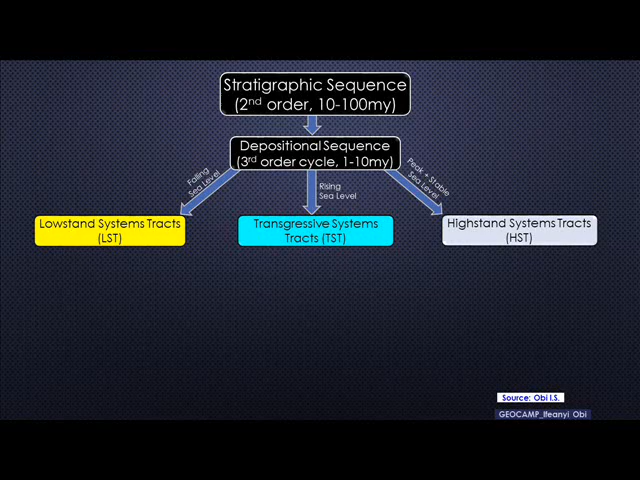 Stratigraphic Sequence
(2nd order, 10-100my)
Depositional Sequence
(3rd order cycle, 1-10my)
Falling
Sea Level
Rising
Sea Level
Peak + Stable
Sea Level
Lowstand Systems Tracts
(LST)
Transgressive Systems
Tracts (TST)
Highstand Systems Tracts
(HST)
Source: Obi I.S.
GEOCAMP_Ifeanyi Obi